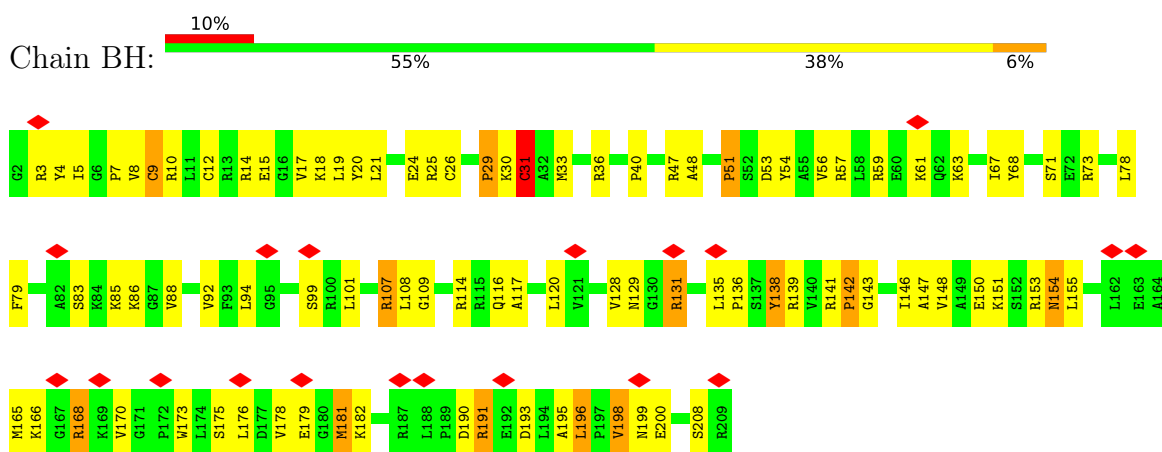 10%
Chain BH:
55% 38% 6%
G2 R3 Y4 I5 G6 P7 V8 C9 R10 L11 C12 R13 R14 E15 G16 V17 K18 L19 Y20 L21 E24 R25 C26 P29 K30 C31 A32 M33 R36 P40 R47 A48 P51 S52 D53 Y54 A55 V56 R57 L58 R59 E60 K61 Q62 K63 I67 Y68 S71 E72 R73 L78
F79 A82 S83 K84 K85 K86 G87 V88 V92 F93 L94 G95 S99 R100 L101 R107 L108 G109 R114 R115 Q116 A117 L120 V121 V128 N129 G130 R131 L135 P136 S137 Y138 R139 V140 R141 P142 G143 I146 A147 V148 A149 E150 K151 S152 R153 N154 L155 L162 E163 A164
M165 K166 G167 R168 K169 V170 G171 P172 W173 L174 S175 L176 D177 V178 E179 G180 M181 K182 R187 L188 P189 D190 R191 E192 D193 L194 A195 L196 P197 V198 N199 E200 S208 R209